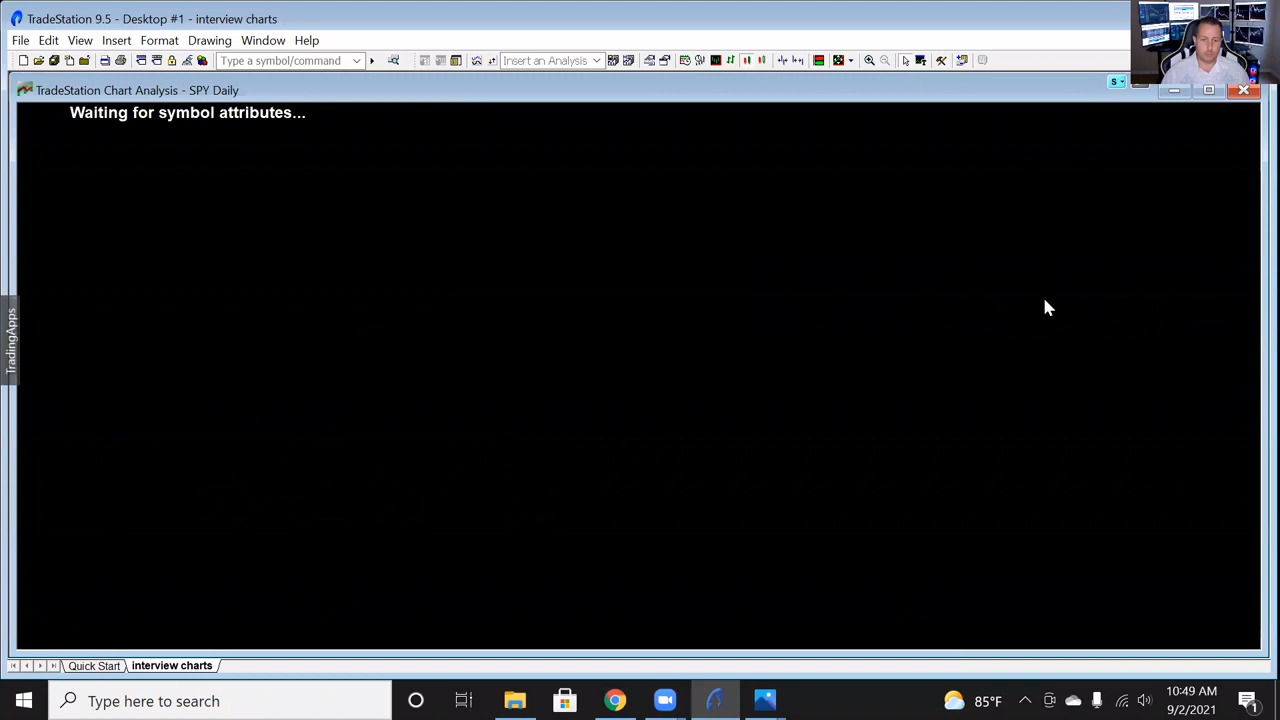 TradeStation 9.5 - Desktop #1 - interview charts
File Edit View Insert Format Drawing Window Help
Type a symbol/command
Insert an Analysis
TradeStation Chart Analysis - SPY Daily
S
Waiting for symbol attributes...
TradingApps
Quick Start
interview charts
Type here to search
85°F
10:49 AM
9/2/2021
1